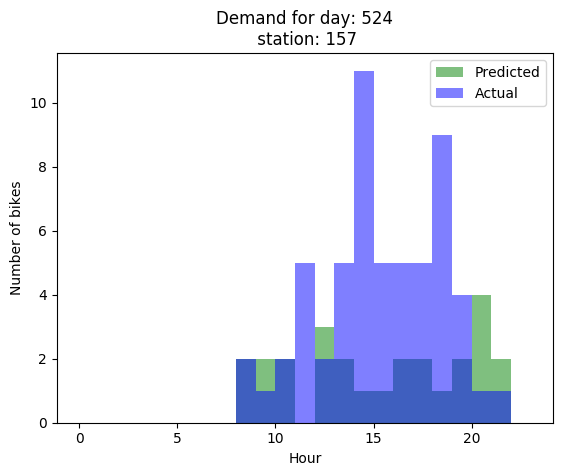 Demand for day: 524
station: 157
Predicted
Actual
Number of bikes
10
8
6
4
2
0
0 5 10 15 20
Hour